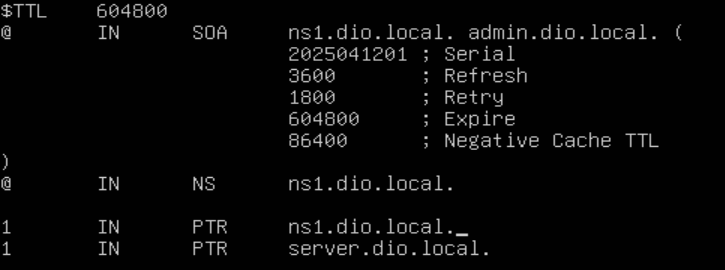 $TTL 604800
@ IN SOA ns1.dio.local. admin.dio.local. (
2025041201 ; Serial
3600 ; Refresh
1800 ; Retry
604800 ; Expire
86400 ; Negative Cache TTL
)
@ IN NS ns1.dio.local.
1 IN PTR ns1.dio.local._
1 IN PTR server.dio.local.